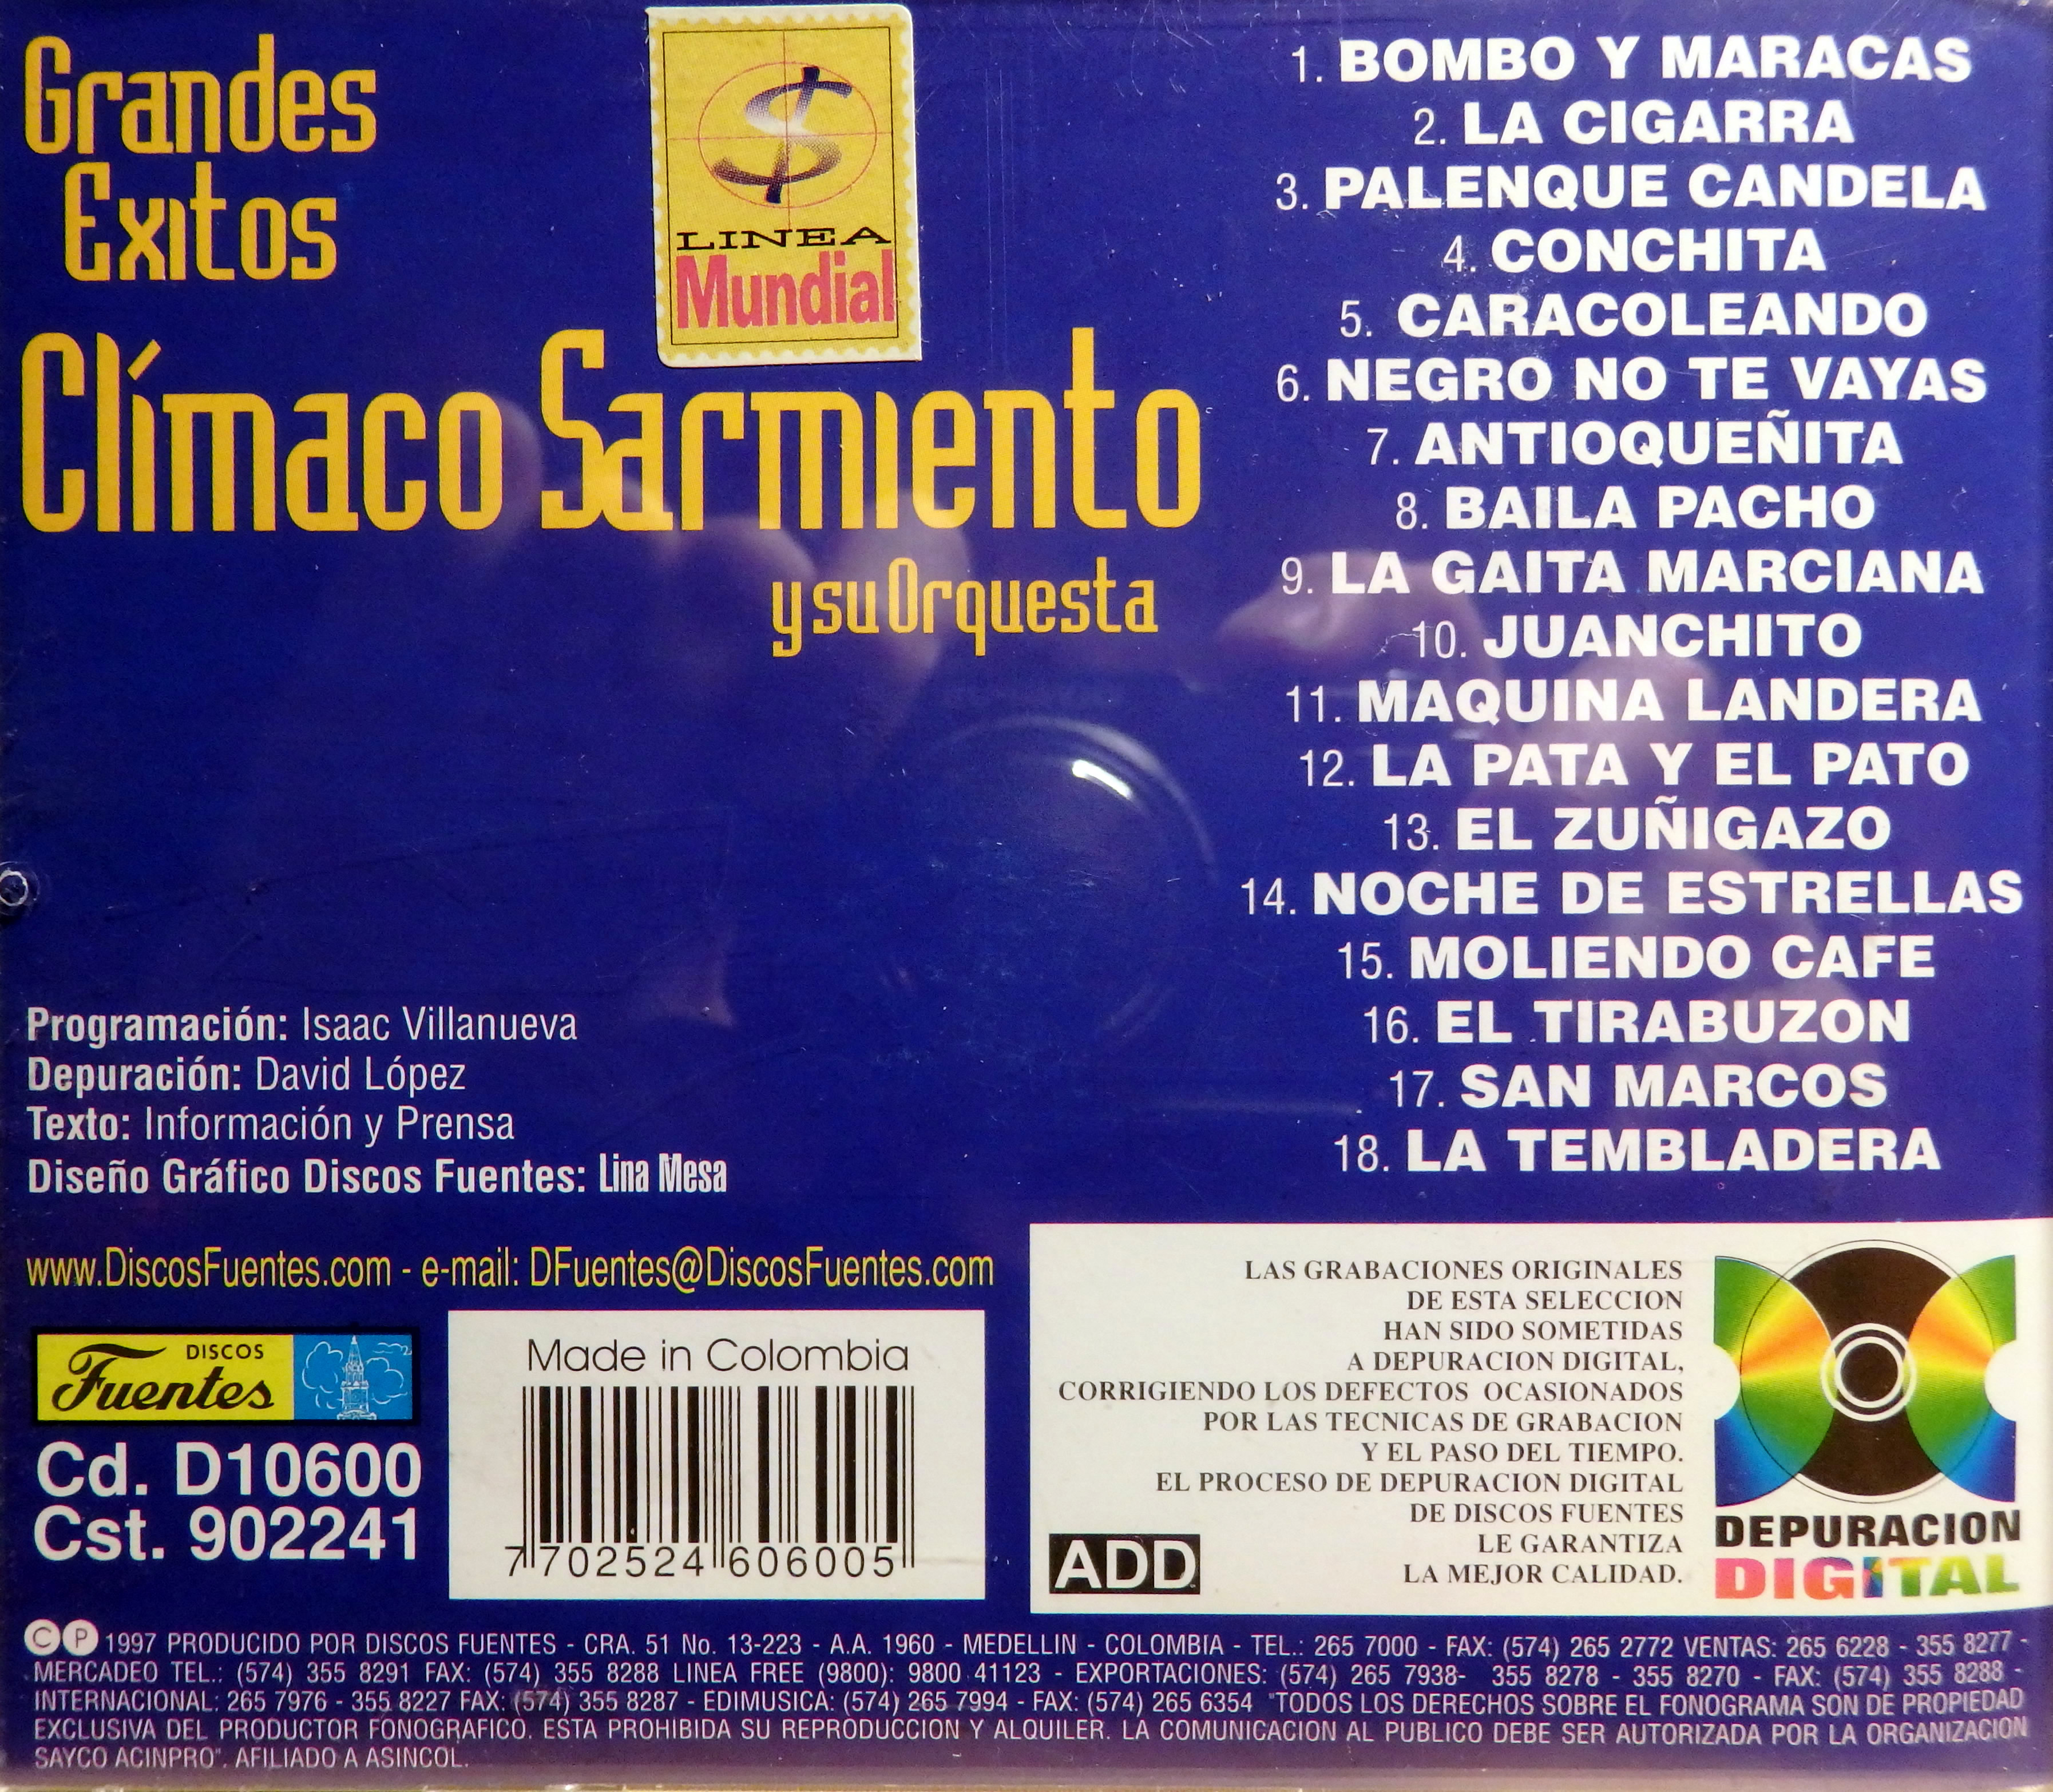 Grandes
Exitos
LINEA
Mundial
Clímaco Sarmiento
y su Orquesta
1. BOMBO Y MARACAS
2. LA CIGARRA
3. PALENQUE CANDELA
4. CONCHITA
5. CARACOLEANDO
6. NEGRO NO TE VAYAS
7. ANTIOQUEÑITA
8. BAILA PACHO
9. LA GAITA MARCIANA
10. JUANCHITO
11. MAQUINA LANDERA
12. LA PATA Y EL PATO
13. EL ZUÑIGAZO
14. NOCHE DE ESTRELLAS
15. MOLIENDO CAFE
16. EL TIRABUZON
17. SAN MARCOS
18. LA TEMBLADERA
Programación: Isaac Villanueva
Depuración: David López
Texto: Información y Prensa
Diseño Gráfico Discos Fuentes: Lina Mesa
www.DiscosFuentes.com - e-mail: DFuentes@DiscosFuentes.com
DISCOS
Fuentes
Cd. D10600
Cst. 902241
Made in Colombia
7 702524 606005
LAS GRABACIONES ORIGINALES
DE ESTA SELECCION
HAN SIDO SOMETIDAS
A DEPURACION DIGITAL,
CORRIGIENDO LOS DEFECTOS OCASIONADOS
POR LAS TECNICAS DE GRABACION
Y EL PASO DEL TIEMPO.
EL PROCESO DE DEPURACION DIGITAL
DE DISCOS FUENTES
LE GARANTIZA
LA MEJOR CALIDAD.
ADD
DEPURACION
DIGITAL
© Ⓟ 1997 PRODUCIDO POR DISCOS FUENTES - CRA. 51 No. 13-223 - A.A. 1960 - MEDELLIN - COLOMBIA - TEL.: 265 7000 - FAX: (574) 265 2772 VENTAS: 265 6228 - 355 8277 -
MERCADEO TEL.: (574) 355 8291 FAX: (574) 355 8288 LINEA FREE (9800): 9800 41123 - EXPORTACIONES: (574) 265 7938- 355 8278 - 355 8270 - FAX: (574) 355 8288 -
INTERNACIONAL: 265 7976 - 355 8227 FAX: (574) 355 8287 - EDIMUSICA: (574) 265 7994 - FAX: (574) 265 6354 "TODOS LOS DERECHOS SOBRE EL FONOGRAMA SON DE PROPIEDAD
EXCLUSIVA DEL PRODUCTOR FONOGRAFICO. ESTA PROHIBIDA SU REPRODUCCION Y ALQUILER. LA COMUNICACION AL PUBLICO DEBE SER AUTORIZADA POR LA ORGANIZACION
SAYCO ACINPRO". AFILIADO A ASINCOL.